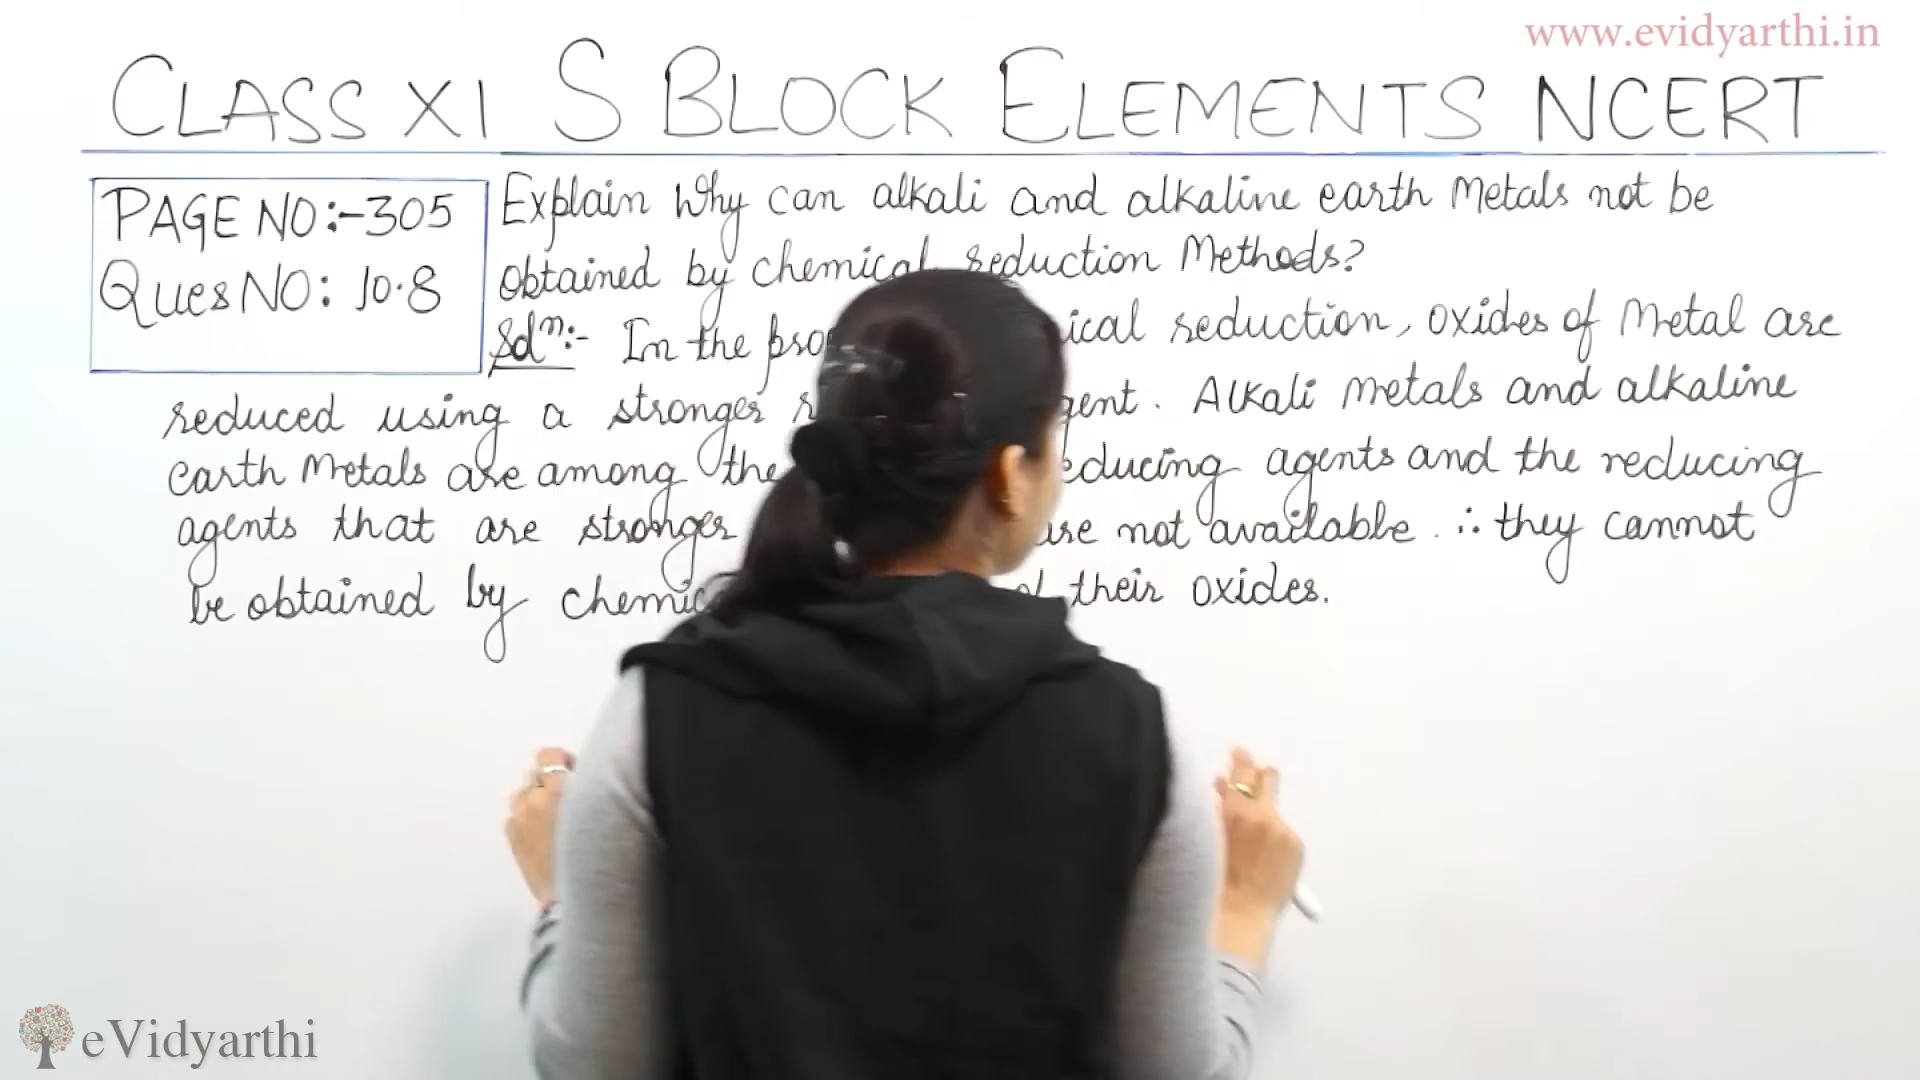 www.evidyarthi.in
CLASS XI S BLOCK ELEMENTS NCERT
PAGE NO:-305
Ques NO: 10.8
Explain Why can alkali and alkaline earth Metals not be
obtained by chemical reduction Methods?
Soln:- In the ical reduction, oxides of Metal are
reduced using a stronger gent. Alkali Metals and alkaline
earth Metals are among the educing agents and the reducing
agents that are stronger are not available. ∴ they cannot
be obtained by their oxides.
eVidyarthi